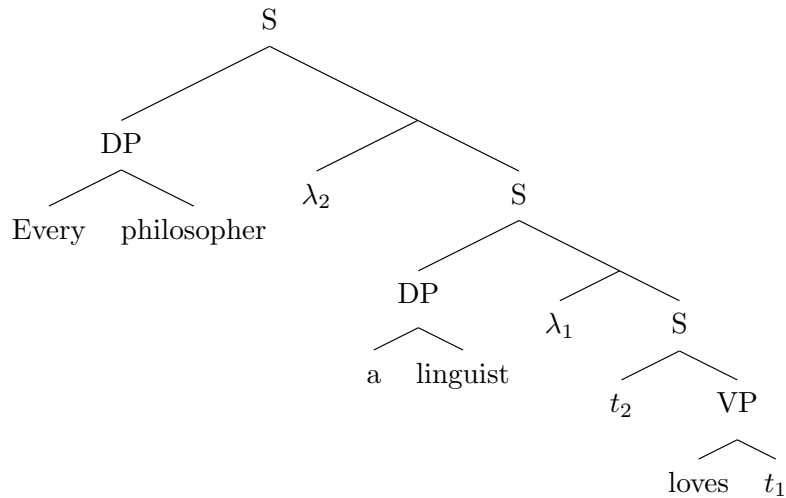 S
DP
Every philosopher
λ₂
S
DP
a linguist
λ₁
S
t₂
VP
loves t₁